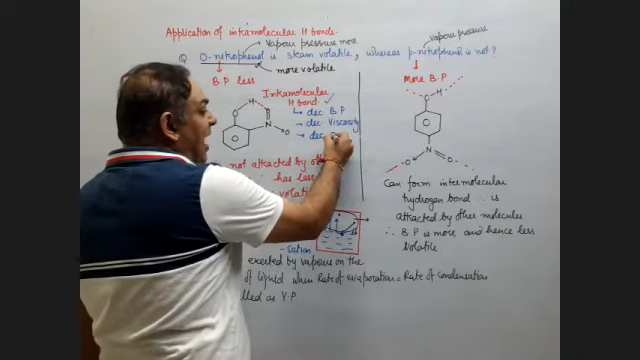 Application of intramolecular H bonds.
Vapour pressure more
vapour pressure
Q O-nitrophenol is steam volatile, whereas p-nitrophenol is not?
more volatile
B.P less
More B.P
Intramolecular
H bond
dec B.P
dec Viscosity
dec
O
H
O
N
O
O
H
N
O
O
not attacted by
has less
Can form intermolecular
hydrogen bond ∴ is
attacted by other molecules
∴ B.P is more and hence less
Volatile
-sation
exerted by vapours on the
of liquid when Rate of evaporation = Rate of condensation
as V.P.